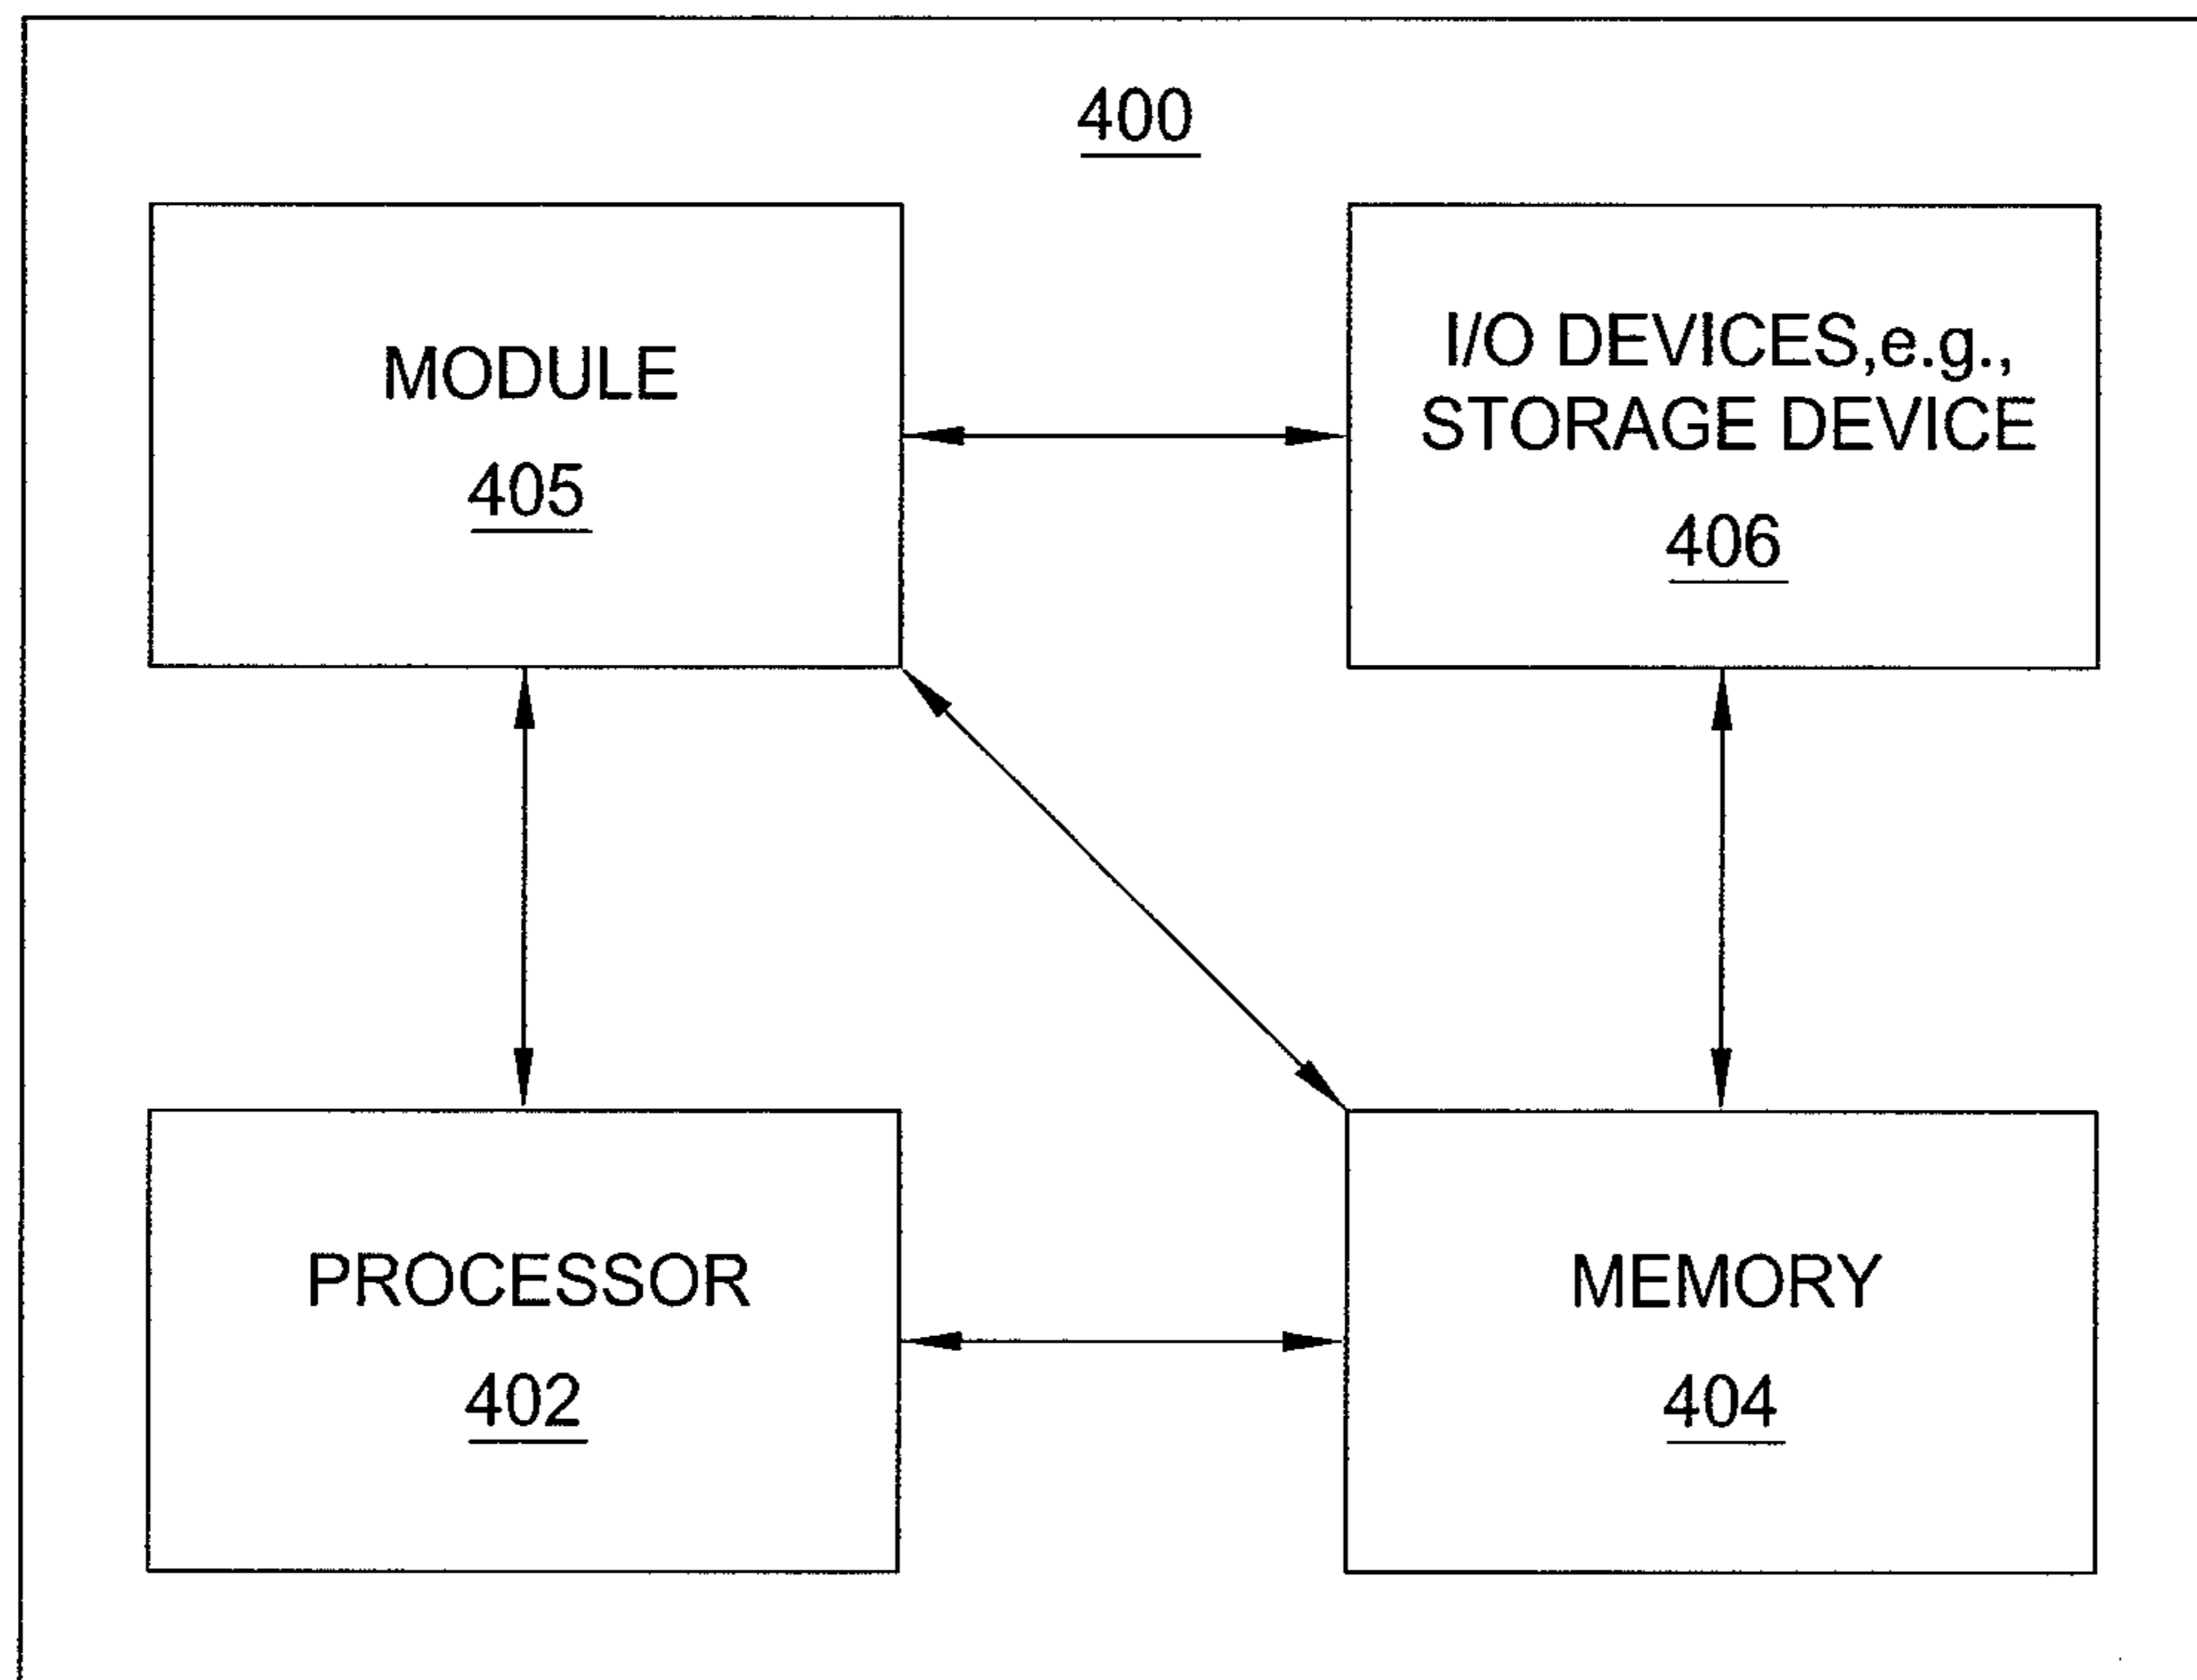 400
MODULE
405
I/O DEVICES,e.g.,
STORAGE DEVICE
406
PROCESSOR
402
MEMORY
404